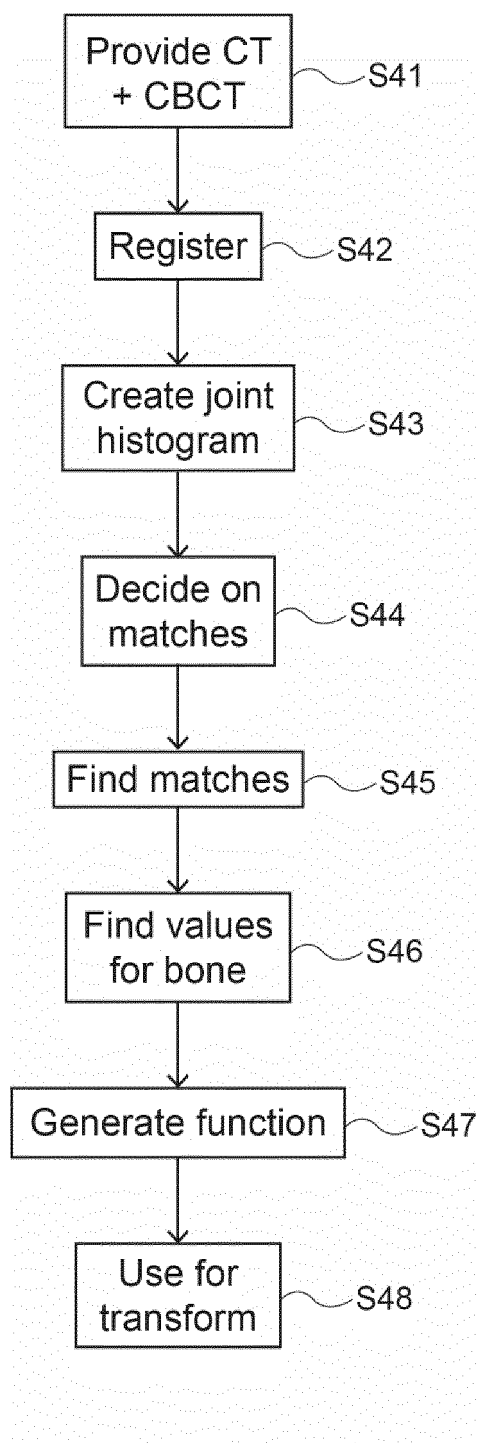 Provide CT
+ CBCT
S41
Register
S42
Create joint
histogram
S43
Decide on
matches
S44
Find matches
S45
Find values
for bone
S46
Generate function
S47
Use for
transform
S48